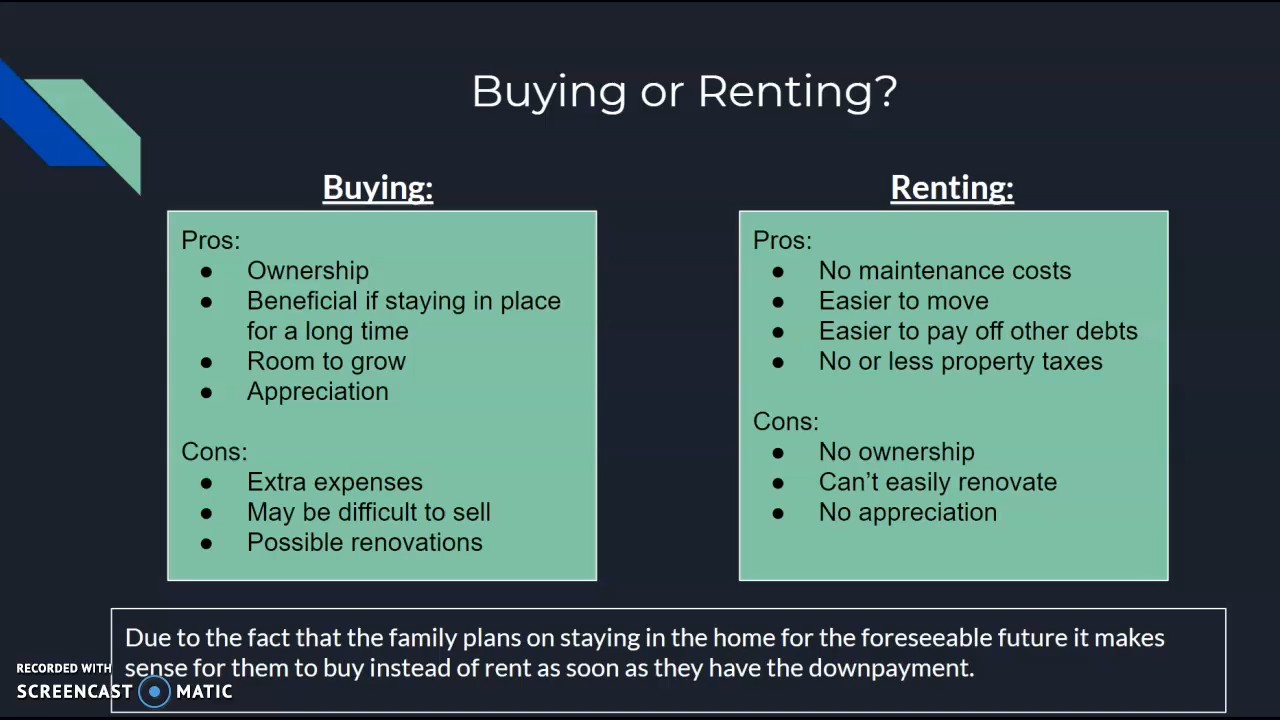 Buying or Renting?
Buying:
Pros:
● Ownership
● Beneficial if staying in place
for a long time
● Room to grow
● Appreciation
Cons:
● Extra expenses
● May be difficult to sell
● Possible renovations
Renting:
Pros:
● No maintenance costs
● Easier to move
● Easier to pay off other debts
● No or less property taxes
Cons:
● No ownership
● Can't easily renovate
● No appreciation
Due to the fact that the family plans on staying in the home for the foreseeable future it makes
sense for them to buy instead of rent as soon as they have the downpayment.
RECORDED WITH
SCREENCAST MATIC